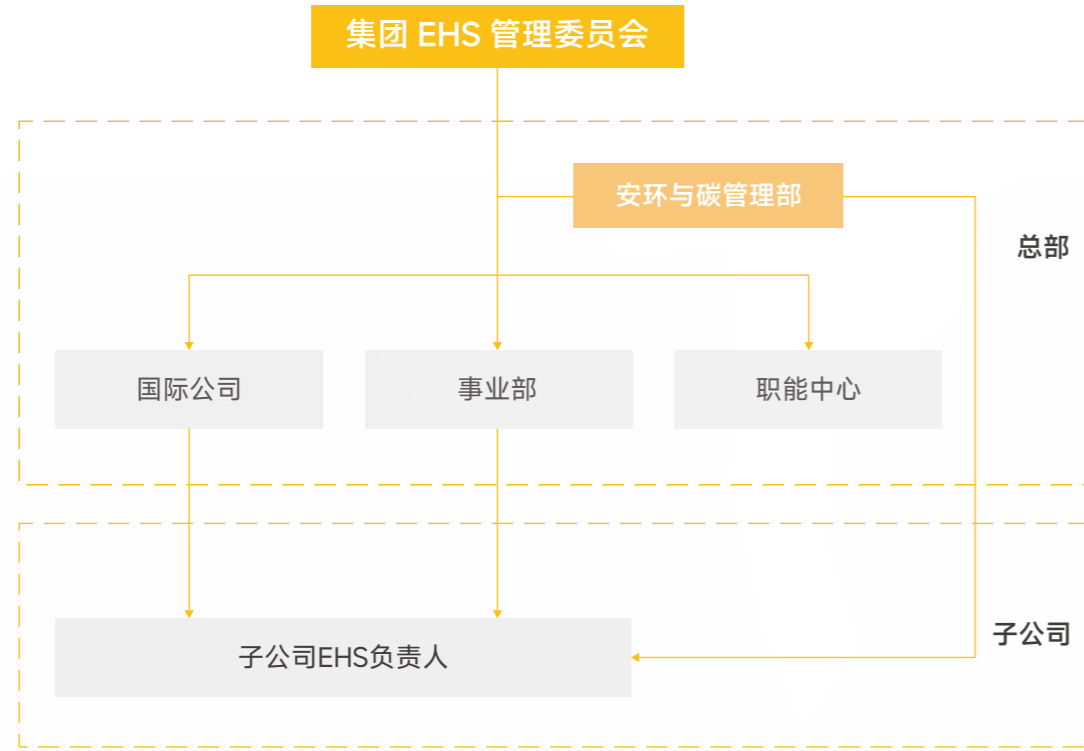 集团 EHS 管理委员会
安环与碳管理部
总部
国际公司
事业部
职能中心
子公司
子公司EHS负责人